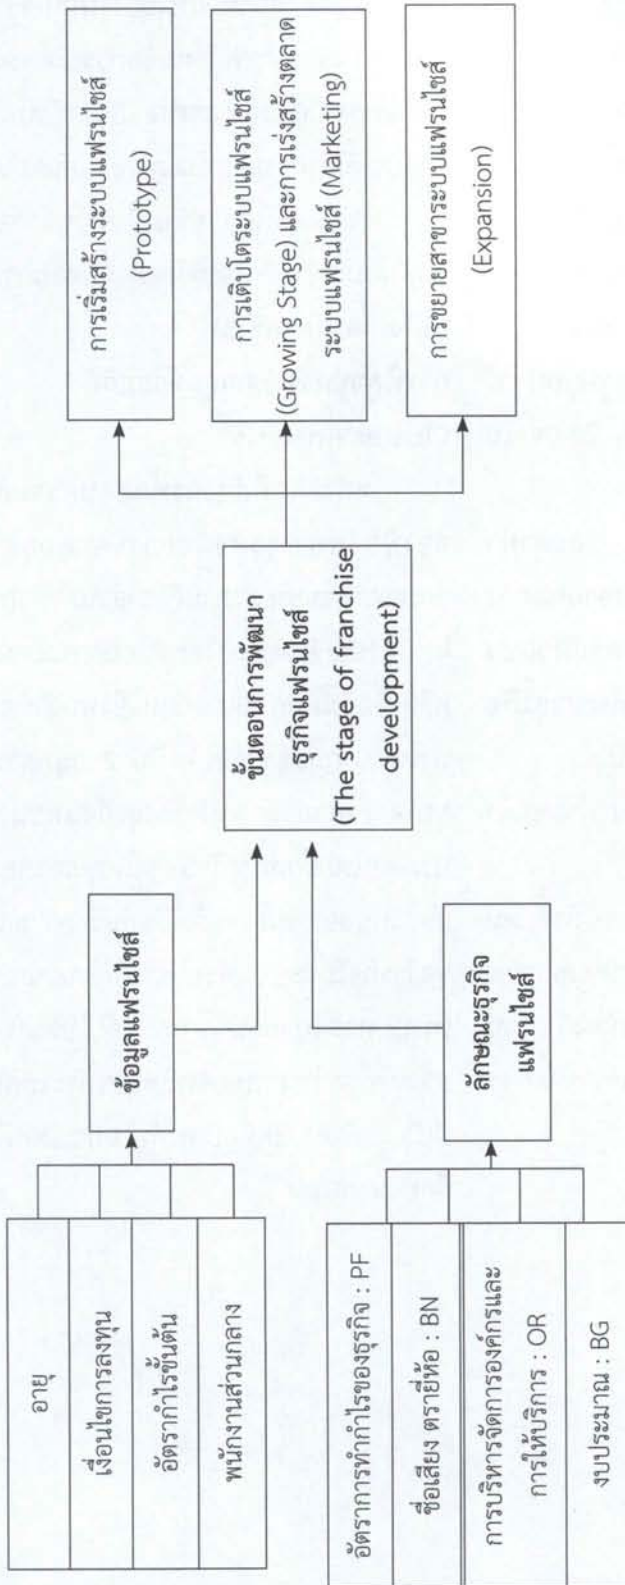 อายุ
เงื่อนไขการลงทุน
อัตรากำไรขั้นต้น
พนักงานส่วนกลาง
ข้อมูลแฟรนไชส์
อัตราการทำกำไรของธุรกิจ : PF
ชื่อเสียง ตรายี่ห้อ : BN
การบริหารจัดการองค์กรและ
การให้บริการ : OR
งบประมาณ : BG
ลักษณะธุรกิจ
แฟรนไชส์
ขั้นตอนการพัฒนา
ธุรกิจแฟรนไชส์
(The stage of franchise
development)
การเริ่มสร้างระบบแฟรนไชส์
(Prototype)
การเติบโตระบบแฟรนไชส์
(Growing Stage) และการเร่งสร้างตลาด
ระบบแฟรนไชส์ (Marketing)
การขยายสาขาระบบแฟรนไชส์
(Expansion)